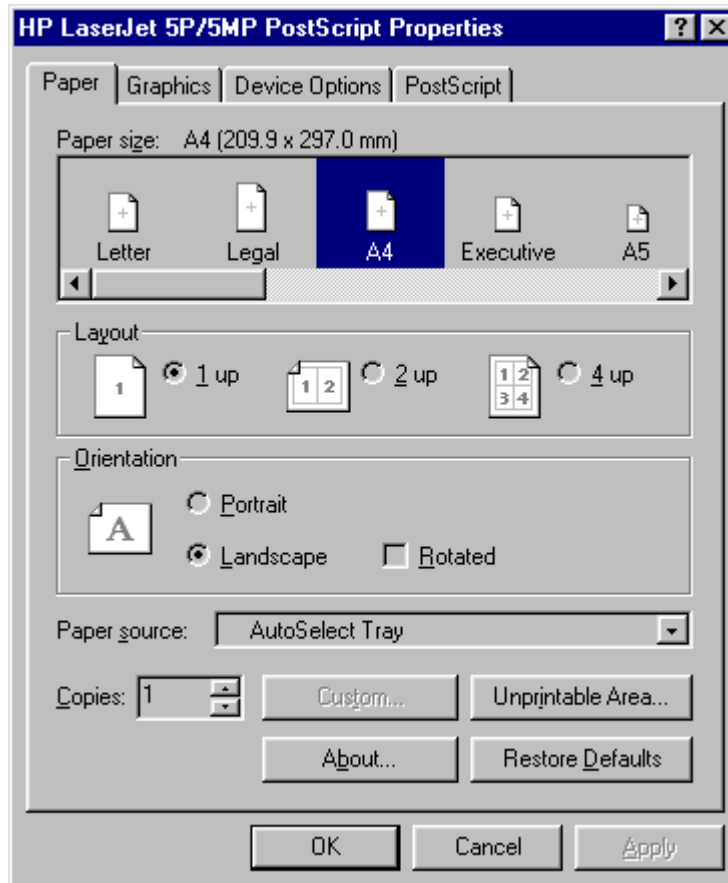 HP LaserJet 5P/5MP PostScript Properties
Paper Graphics Device Options PostScript
Paper size: A4 (209.9 x 297.0 mm)
Letter Legal A4 Executive A5
Layout
1 1 up 1 2 2 up 1 2 3 4 4 up
Orientation
A
Portrait
Landscape Rotated
Paper source: AutoSelect Tray
Copies: 1 Custom... Unprintable Area...
About... Restore Defaults
OK Cancel Apply